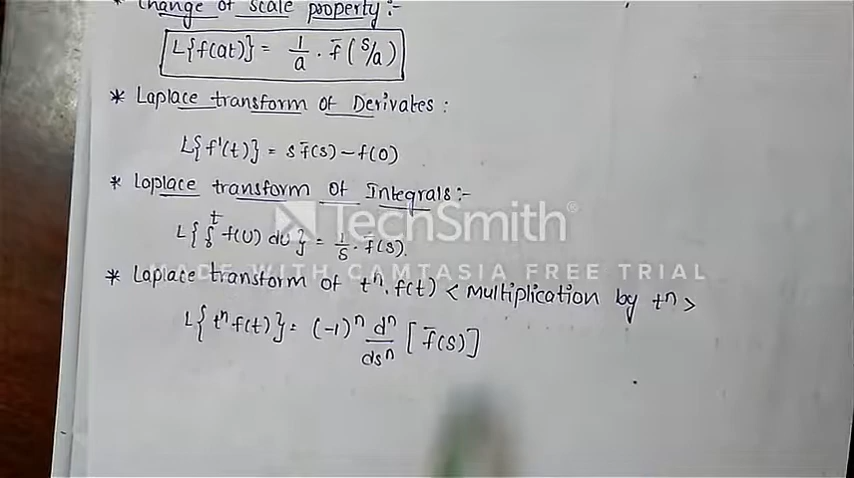 * Change of scale property :-
L{f(at)} = 1/a . f̄(s/a)
* Laplace transform of Derivates :
L{f'(t)} = s f̄(s) - f(0)
* Laplace transform of Integrals :-
TechSmith®
L{∫₀ᵗ f(u) du} = 1/s . f̄(s).
MADE WITH CAMTASIA FREE TRIAL
* Laplace transform of tⁿ. f(t) < Multiplication by tⁿ >
L{tⁿ f(t)} = (-1)ⁿ dⁿ/dsⁿ [f̄(s)]